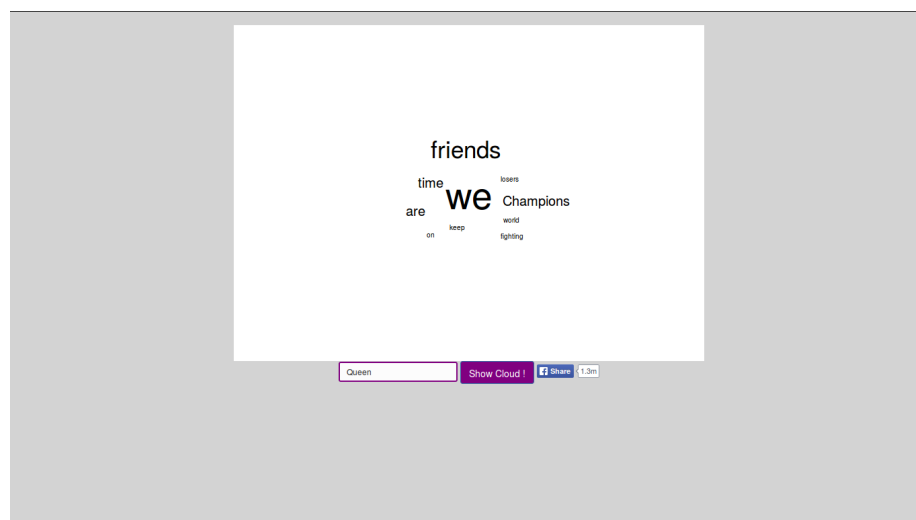 friends
time
we
losers
Champions
are
world
keep
on
fighting
Queen
Show Cloud !
Share
1.3m